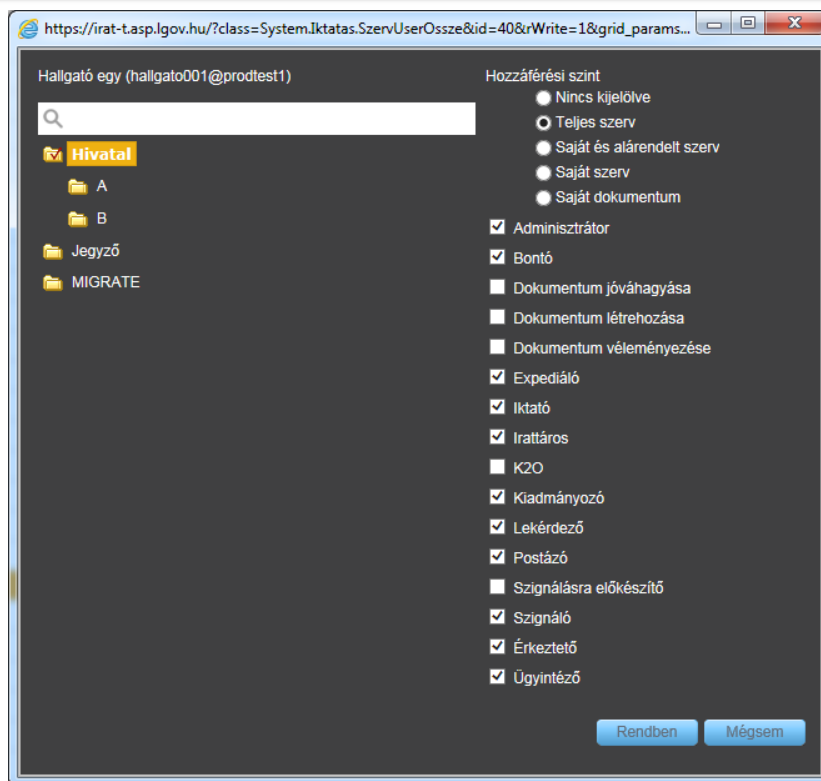 https://irat-t.asp.lgov.hu/?class=System.Iktatas.SzervUserOssze&id=40&rWrite=1&grid_params...
Hallgató egy (hallgato001@prodtest1)
Hivatal
A
B
Jegyző
MIGRATE
Hozzáférési szint
Nincs kijelölve
Teljes szerv
Saját és alárendelt szerv
Saját szerv
Saját dokumentum
Adminisztrátor
Bontó
Dokumentum jóváhagyása
Dokumentum létrehozása
Dokumentum véleményezése
Expediáló
Iktató
Irattáros
K2O
Kiadmányozó
Lekérdező
Postázó
Szignálásra előkészítő
Szignáló
Érkeztető
Ügyintéző
Rendben
Mégsem